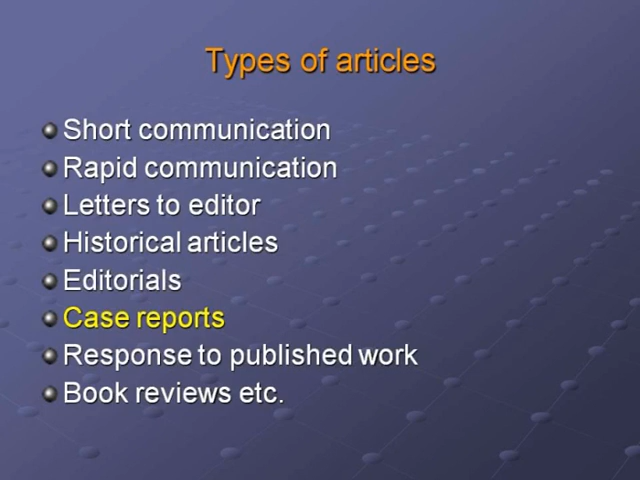 Types of articles
Short communication
Rapid communication
Letters to editor
Historical articles
Editorials
Case reports
Response to published work
Book reviews etc.